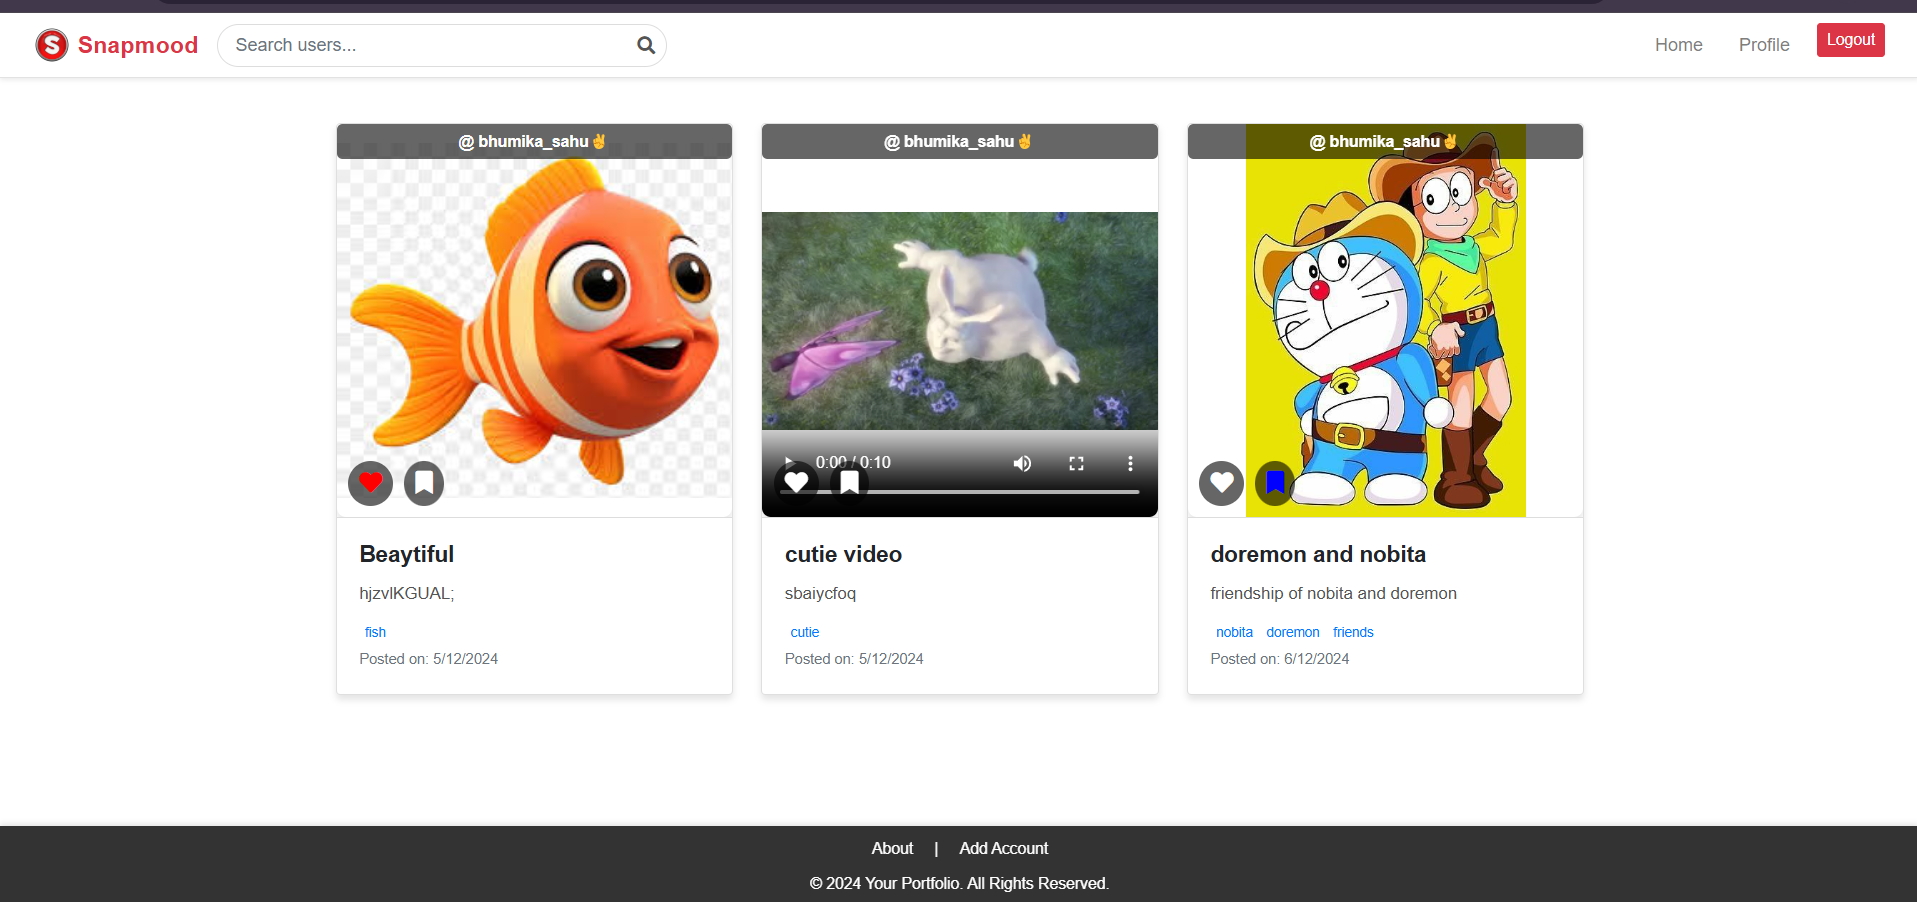 S Snapmood
Search users...
Home Profile Logout
@ bhumika_sahu✌
Beaytiful
hjzvlKGUAL;
fish
Posted on: 5/12/2024
@ bhumika_sahu✌
0:00 / 0:10
cutie video
sbaiycfoq
cutie
Posted on: 5/12/2024
@ bhumika_sahu✌
doremon and nobita
friendship of nobita and doremon
nobita doremon friends
Posted on: 6/12/2024
About | Add Account
© 2024 Your Portfolio. All Rights Reserved.